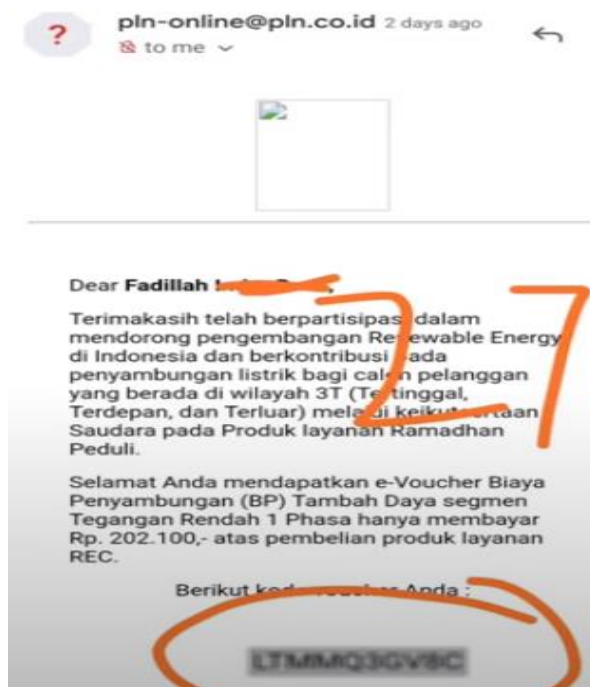 pln-online@pln.co.id 2 days ago
? to me
Dear Fadillah
27
Terimakasih telah berpartisipasi dalam
mendorong pengembangan Renewable Energy
di Indonesia dan berkontribusi pada
penyambungan listrik bagi calon pelanggan
yang berada di wilayah 3T (Tertinggal,
Terdepan, dan Terluar) melalui keikutsertaan
Saudara pada Produk layanan Ramadhan
Peduli.
Selamat Anda mendapatkan e-Voucher Biaya
Penyambungan (BP) Tambah Daya segmen
Tegangan Rendah 1 Phasa hanya membayar
Rp. 202.100,- atas pembelian produk layanan
REC.
Berikut kode voucher Anda :